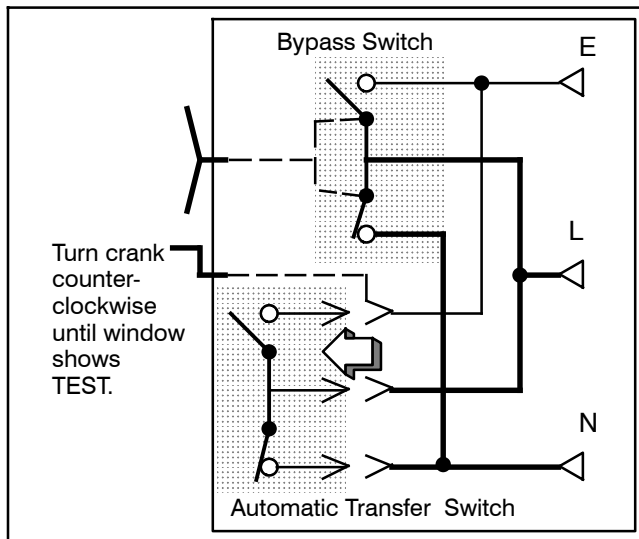 Bypass Switch
E
L
Turn crank
counter-
clockwise
until window
shows
TEST.
N
Automatic Transfer Switch